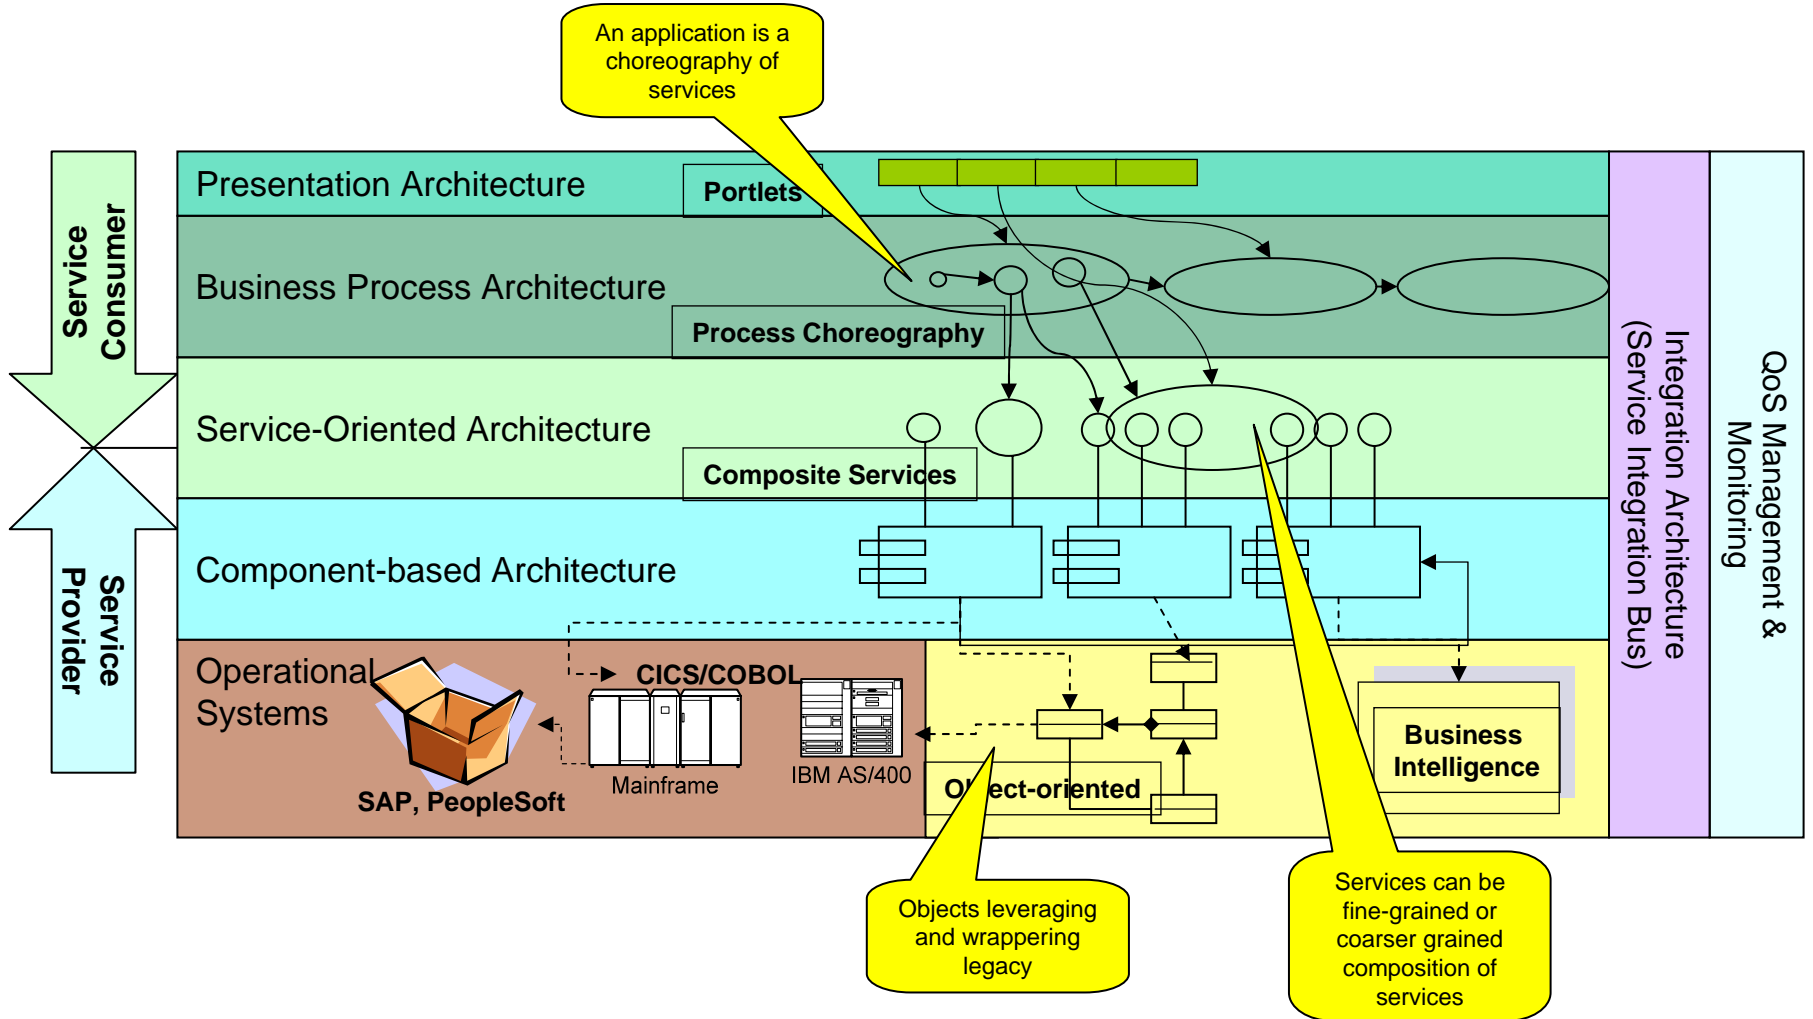 An application is a
choreography of
services
Service
Consumer
Service
Provider
Presentation Architecture
Portlets
Business Process Architecture
Process Choreography
Service-Oriented Architecture
Composite Services
Component-based Architecture
Operational
Systems
CICS/COBOL
SAP, PeopleSoft
Mainframe
IBM AS/400
Object-oriented
Business
Intelligence
Integration Architecture
(Service Integration Bus)
QoS Management &
Monitoring
Objects leveraging
and wrappering
legacy
Services can be
fine-grained or
coarser grained
composition of
services